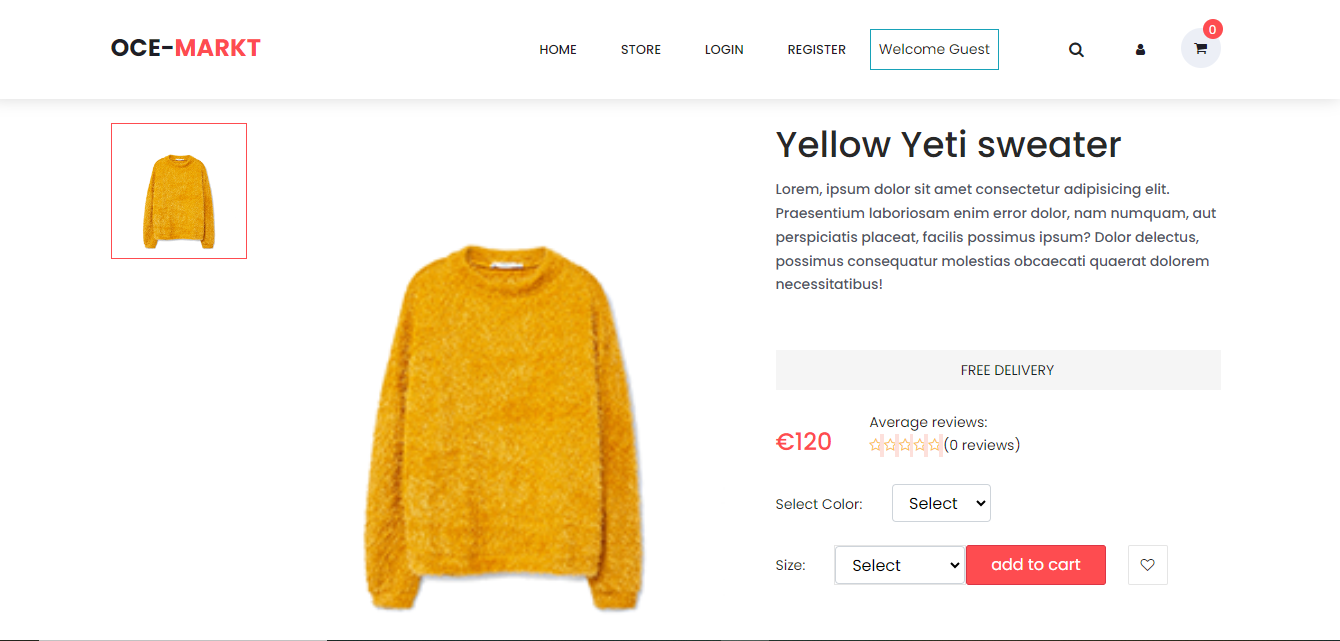 OCE-MARKT
HOME
STORE
LOGIN
REGISTER
Welcome Guest
0
Yellow Yeti sweater
Lorem, ipsum dolor sit amet consectetur adipisicing elit.
Praesentium laboriosam enim error dolor, nam numquam, aut
perspiciatis placeat, facilis possimus ipsum? Dolor delectus,
possimus consequatur molestias obcaecati quaerat dolorem
necessitatibus!
FREE DELIVERY
€120
Average reviews:
(0 reviews)
Select Color:
Select
Size:
Select
add to cart